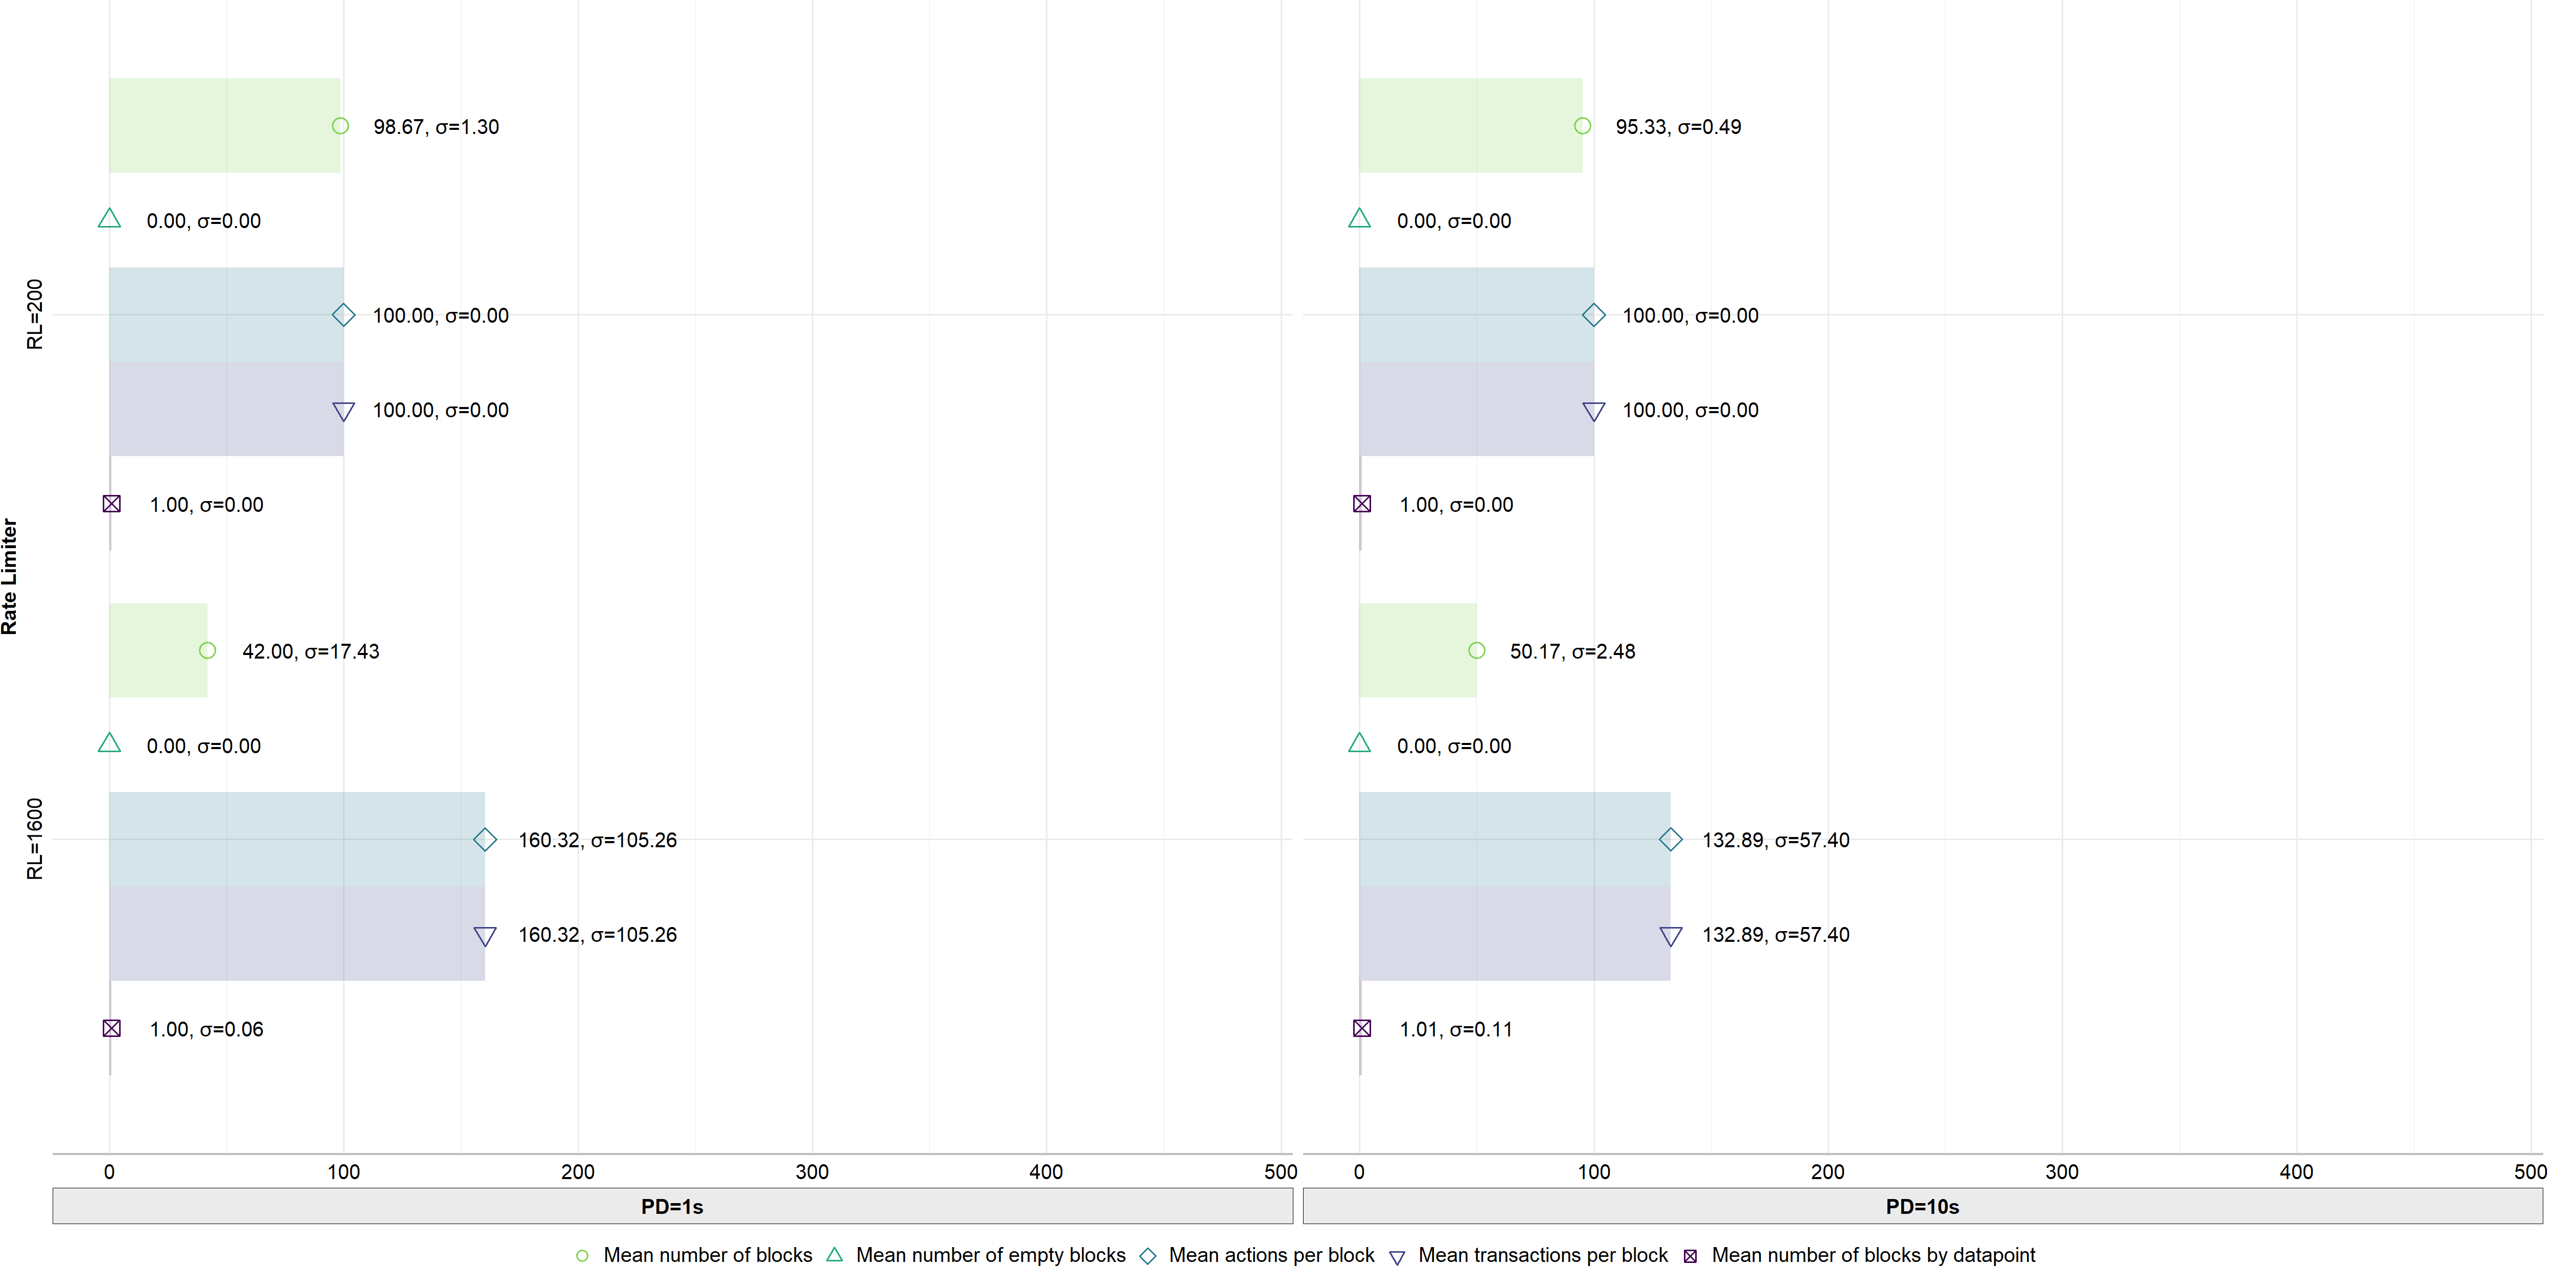 Rate Limiter
RL=200
98.67, σ=1.30
0.00, σ=0.00
100.00, σ=0.00
100.00, σ=0.00
1.00, σ=0.00
95.33, σ=0.49
0.00, σ=0.00
100.00, σ=0.00
100.00, σ=0.00
1.00, σ=0.00
RL=1600
42.00, σ=17.43
0.00, σ=0.00
160.32, σ=105.26
160.32, σ=105.26
1.00, σ=0.06
50.17, σ=2.48
0.00, σ=0.00
132.89, σ=57.40
132.89, σ=57.40
1.01, σ=0.11
0 100 200 300 400 500
0 100 200 300 400 500
PD=1s
PD=10s
Mean number of blocks Mean number of empty blocks Mean actions per block Mean transactions per block Mean number of blocks by datapoint